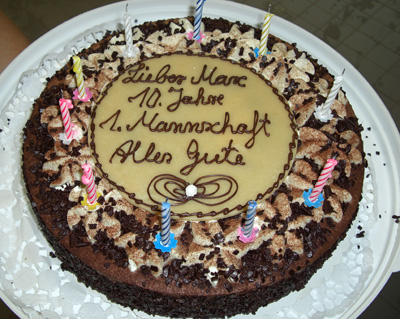 Lieber Marc
10. Jahre
1. Mannschaft
Alles Gute